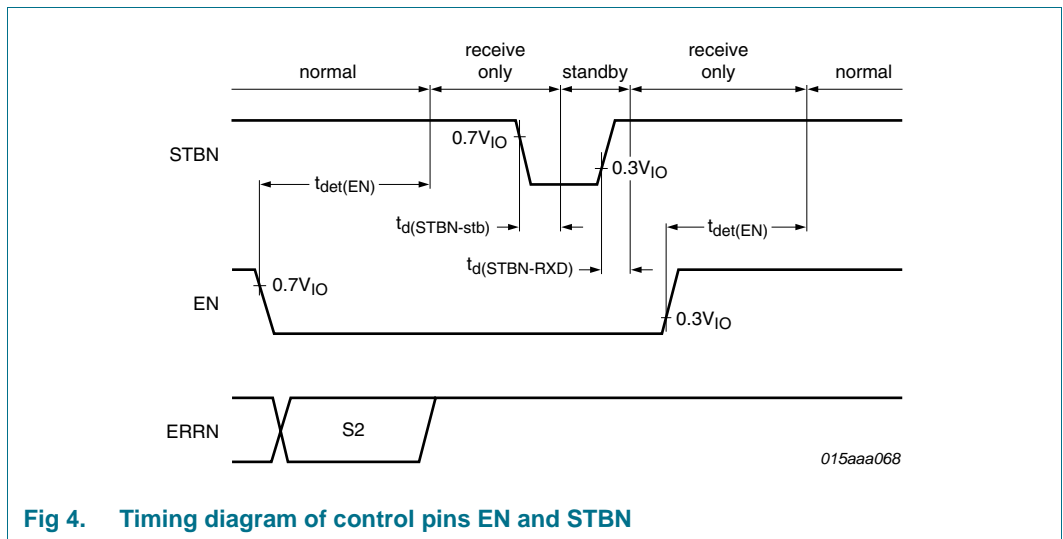 receive
only
receive
only
normal
standby
normal
STBN
0.7VIO
0.3VIO
tdet(EN)
td(STBN-stb)
tdet(EN)
td(STBN-RXD)
EN
0.7VIO
0.3VIO
ERRN
S2
015aaa068
Fig 4. Timing diagram of control pins EN and STBN